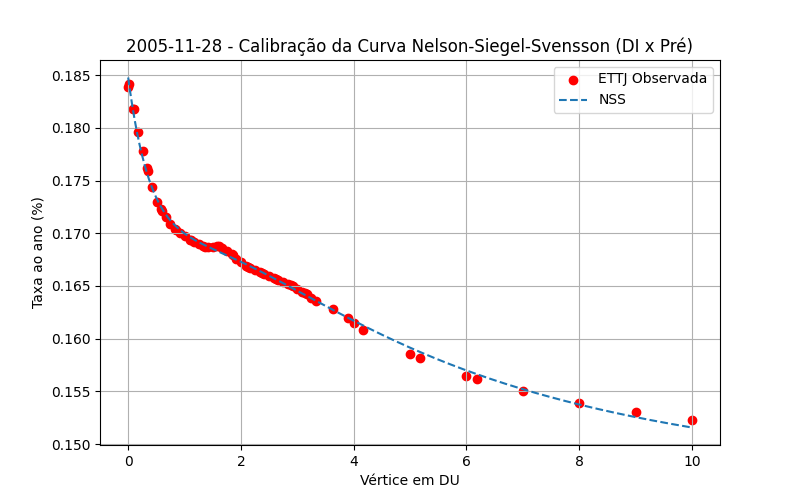 2005-11-28 - Calibração da Curva Nelson-Siegel-Svensson (DI x Pré)
ETTJ Observada
NSS
Taxa ao ano (%)
0.185
0.180
0.175
0.170
0.165
0.160
0.155
0.150
0 2 4 6 8 10
Vértice em DU